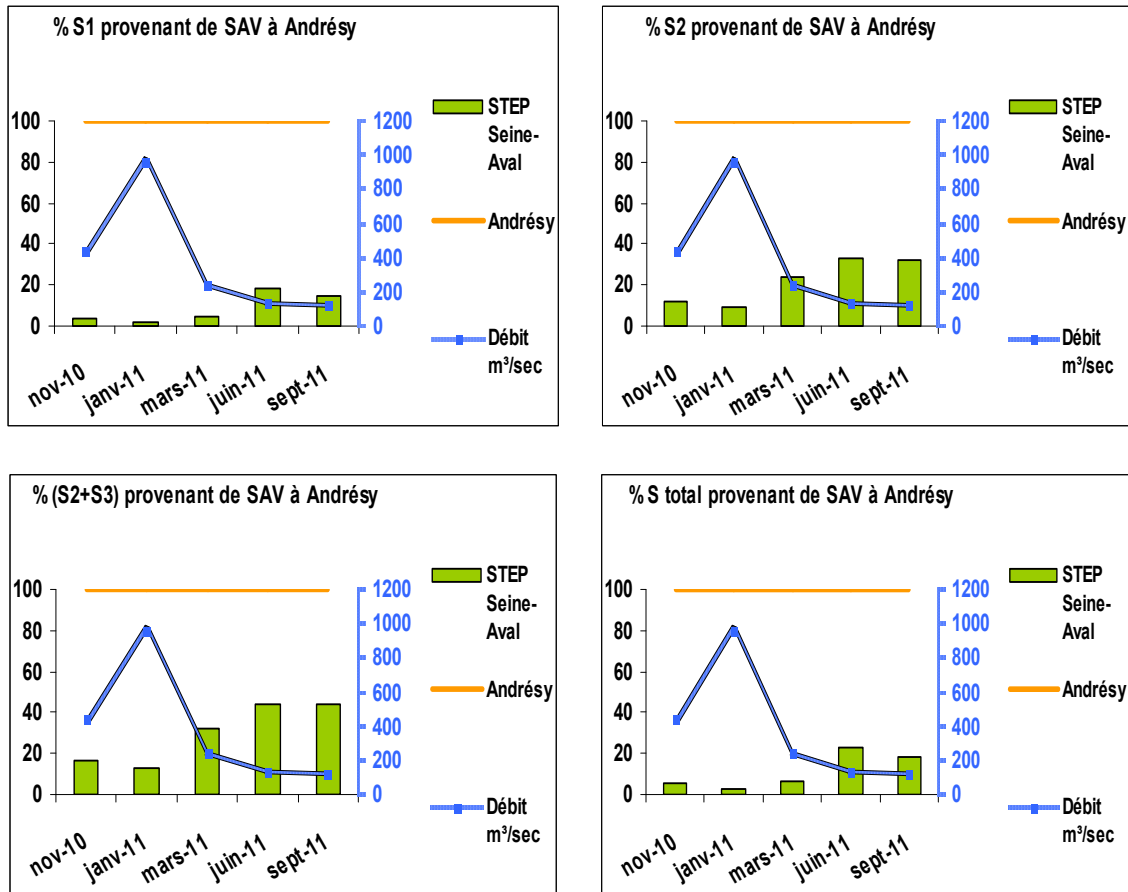 % S1 provenant de SAV à Andrésy
100
80
60
40
20
0
1200
1000
800
600
400
200
0
nov-10
janv-11
mars-11
juin-11
sept-11
STEP
Seine-
Aval
Andrésy
Débit
m³/sec
% S2 provenant de SAV à Andrésy
100
80
60
40
20
0
1200
1000
800
600
400
200
0
nov-10
janv-11
mars-11
juin-11
sept-11
STEP
Seine-
Aval
Andrésy
Débit
m³/sec
% (S2+S3) provenant de SAV à Andrésy
100
80
60
40
20
0
1200
1000
800
600
400
200
0
nov-10
janv-11
mars-11
juin-11
sept-11
STEP
Seine-
Aval
Andrésy
Débit
m³/sec
% S total provenant de SAV à Andrésy
100
80
60
40
20
0
1200
1000
800
600
400
200
0
nov-10
janv-11
mars-11
juin-11
sept-11
STEP
Seine-
Aval
Andrésy
Débit
m³/sec